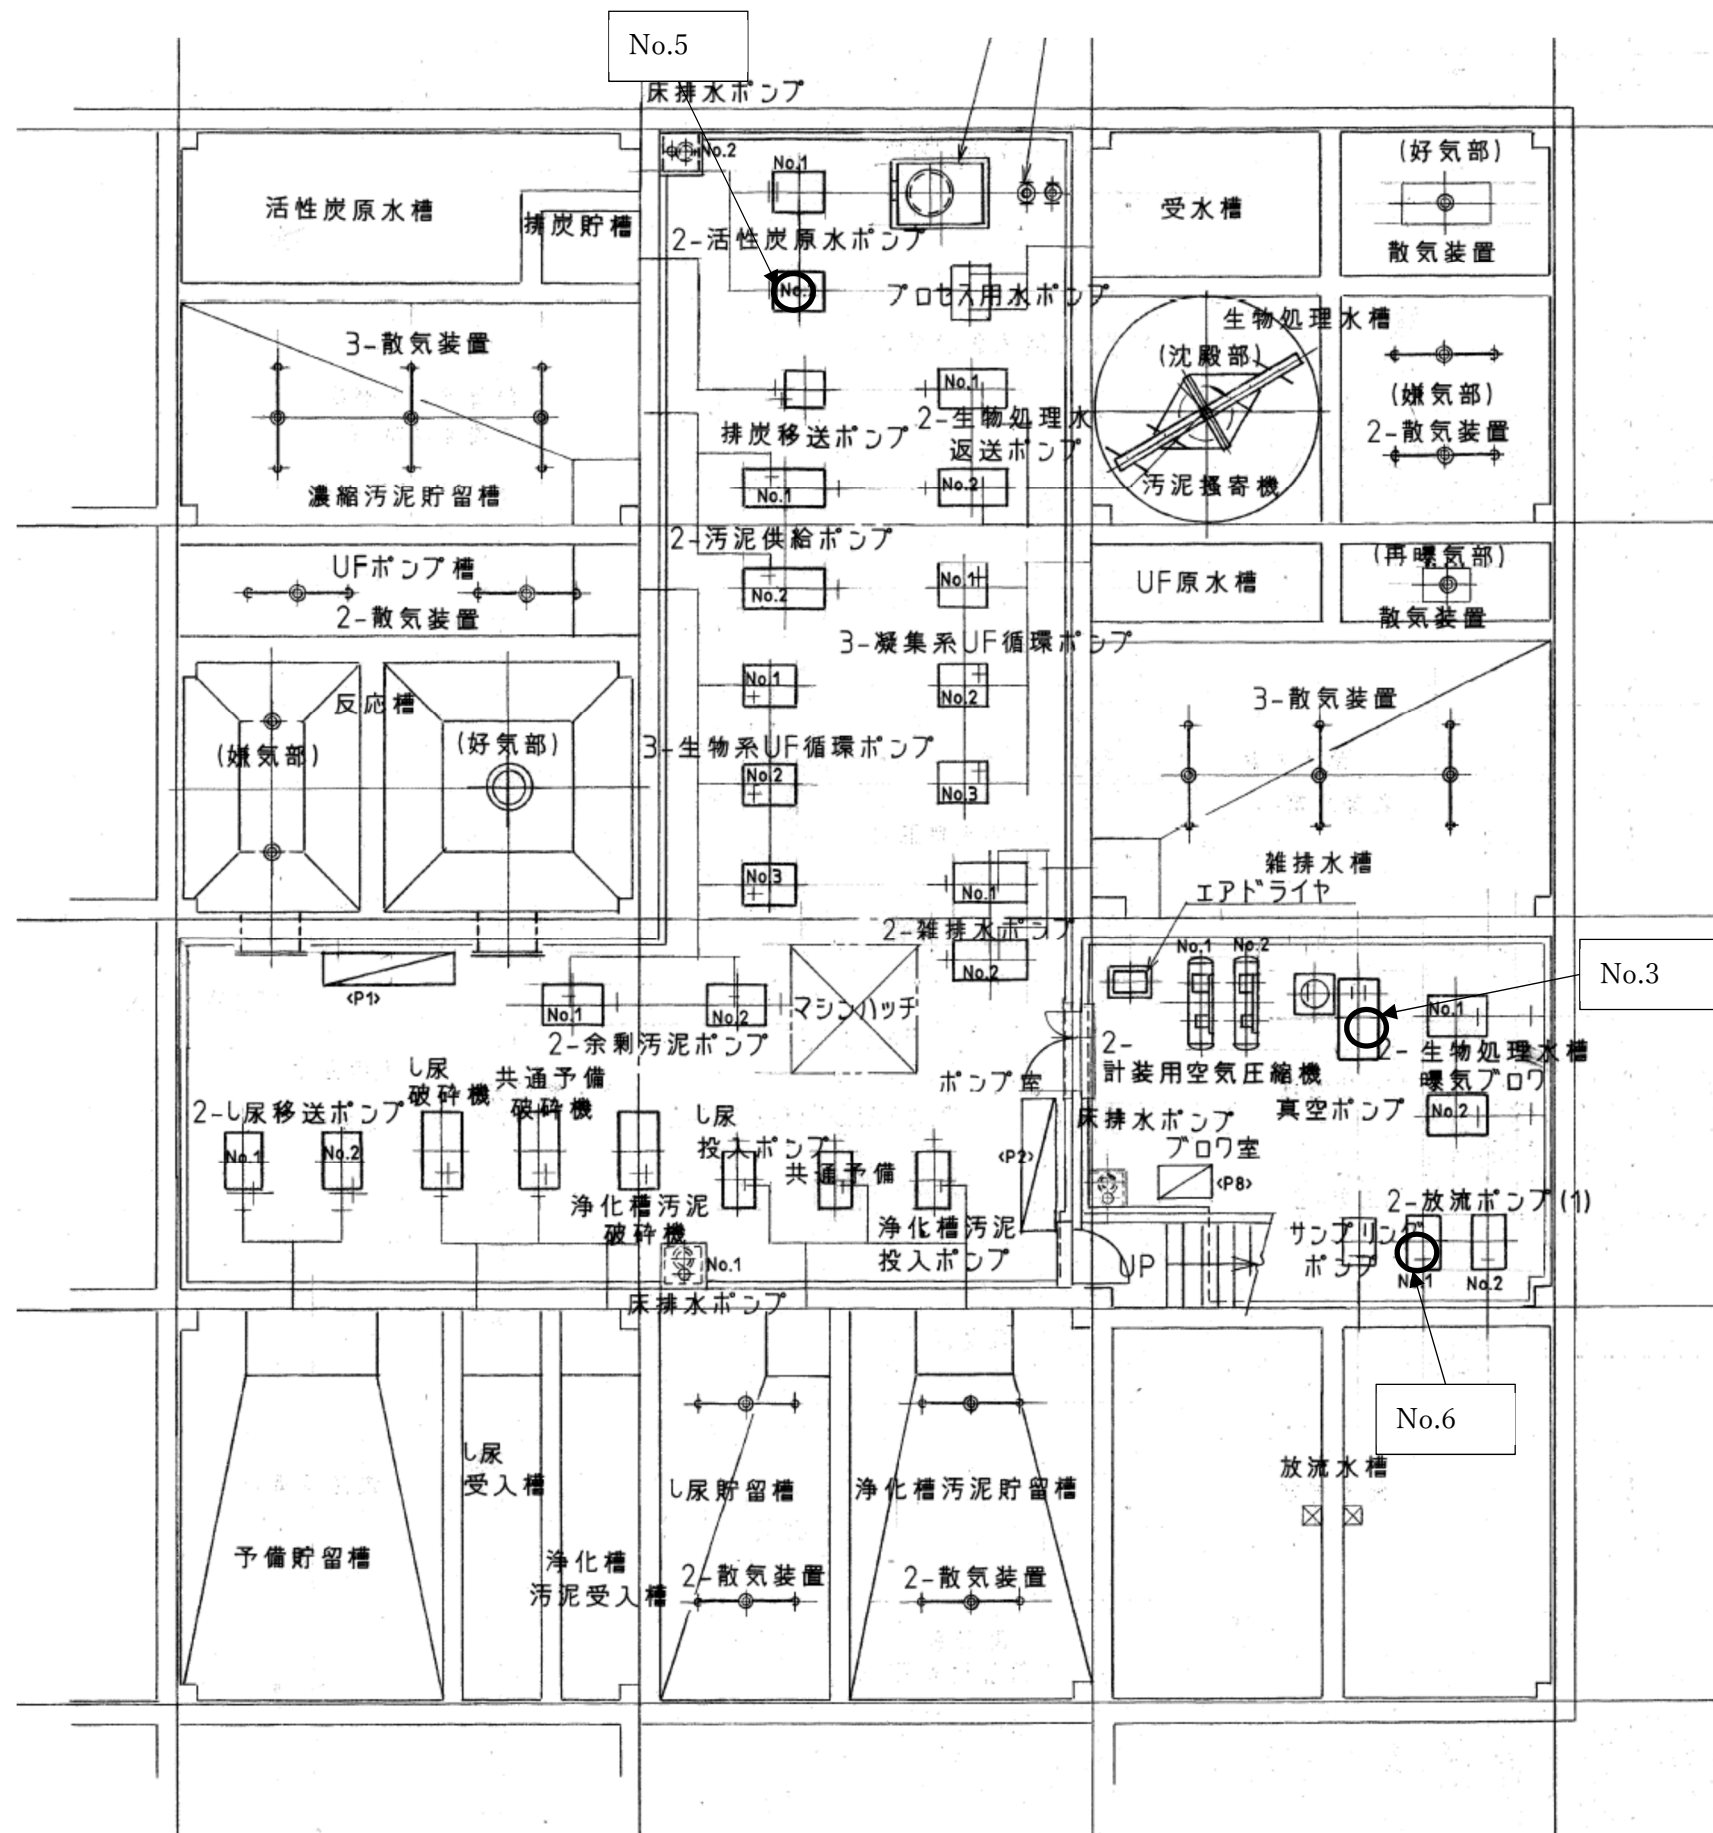 No.5
床排水ポンプ
No.2
No.1
活性炭原水槽
排炭貯槽
2-活性炭原水ポンプ
No.
プロセス用水ポンプ
受水槽
(好気部)
散気装置
3-散気装置
濃縮汚泥貯留槽
排炭移送ポンプ
No.1
2-生物処理水
返送ポンプ
No.2
生物処理水槽
(沈殿部)
汚泥掻寄機
(嫌気部)
2-散気装置
No.1
2-汚泥供給ポンプ
No.2
UFポンプ槽
2-散気装置
No.1
3-凝集系UF循環ポンプ
No.2
No.3
UF原水槽
(再曝気部)
散気装置
反応槽
(嫌気部)
(好気部)
No.1
3-生物系UF循環ポンプ
No.2
No.3
3-散気装置
雑排水槽
No.1
2-雑排水ポンプ
No.2
エアドライヤ
No.1
No.2
No.3
<P1>
No.1
No.2
2-余剰汚泥ポンプ
マシンハッチ
ポンプ室
2-
計装用空気圧縮機
真空ポンプ
No.1
2-生物処理水槽
曝気ブロワ
No.2
2-し尿移送ポンプ
No.1
No.2
し尿
破砕機
共通予備
破砕機
浄化槽汚泥
破砕機
し尿
投入ポンプ
共通予備
浄化槽汚泥
投入ポンプ
<P2>
床排水ポンプ
ブロワ室
<P8>
UP
サンプリング
ポンプ
2-放流ポンプ(1)
No.1
No.2
No.1
床排水ポンプ
No.6
予備貯留槽
し尿
受入槽
浄化槽
汚泥受入槽
し尿貯留槽
2-散気装置
浄化槽汚泥貯留槽
2-散気装置
放流水槽